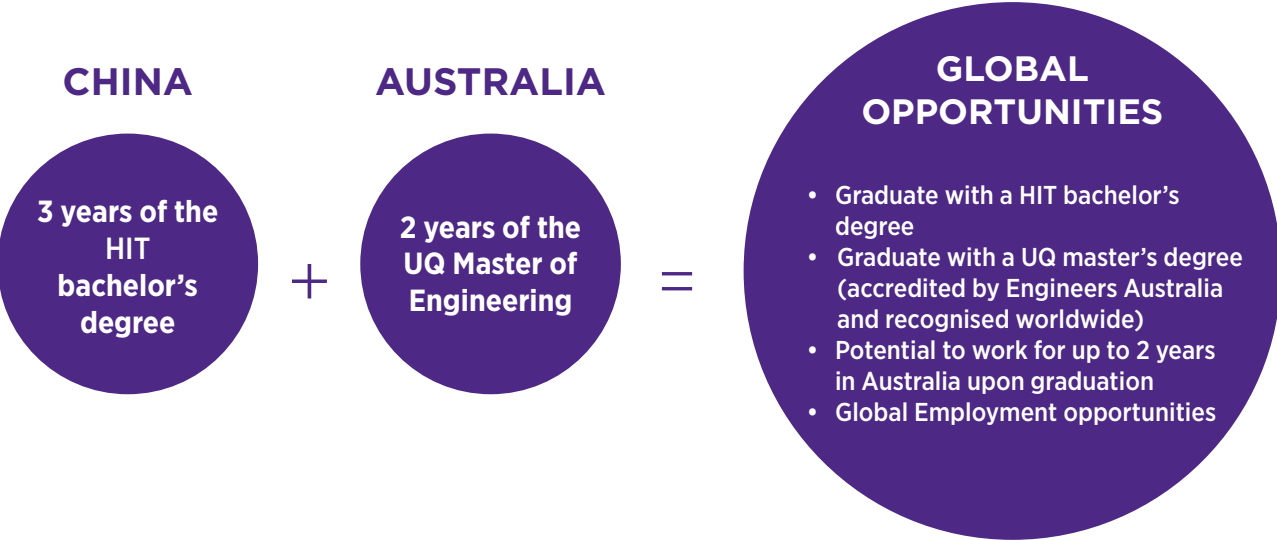 CHINA
3 years of the
HIT
bachelor's
degree
+
AUSTRALIA
2 years of the
UQ Master of
Engineering
=
GLOBAL
OPPORTUNITIES
• Graduate with a HIT bachelor's
degree
• Graduate with a UQ master's degree
(accredited by Engineers Australia
and recognised worldwide)
• Potential to work for up to 2 years
in Australia upon graduation
• Global Employment opportunities